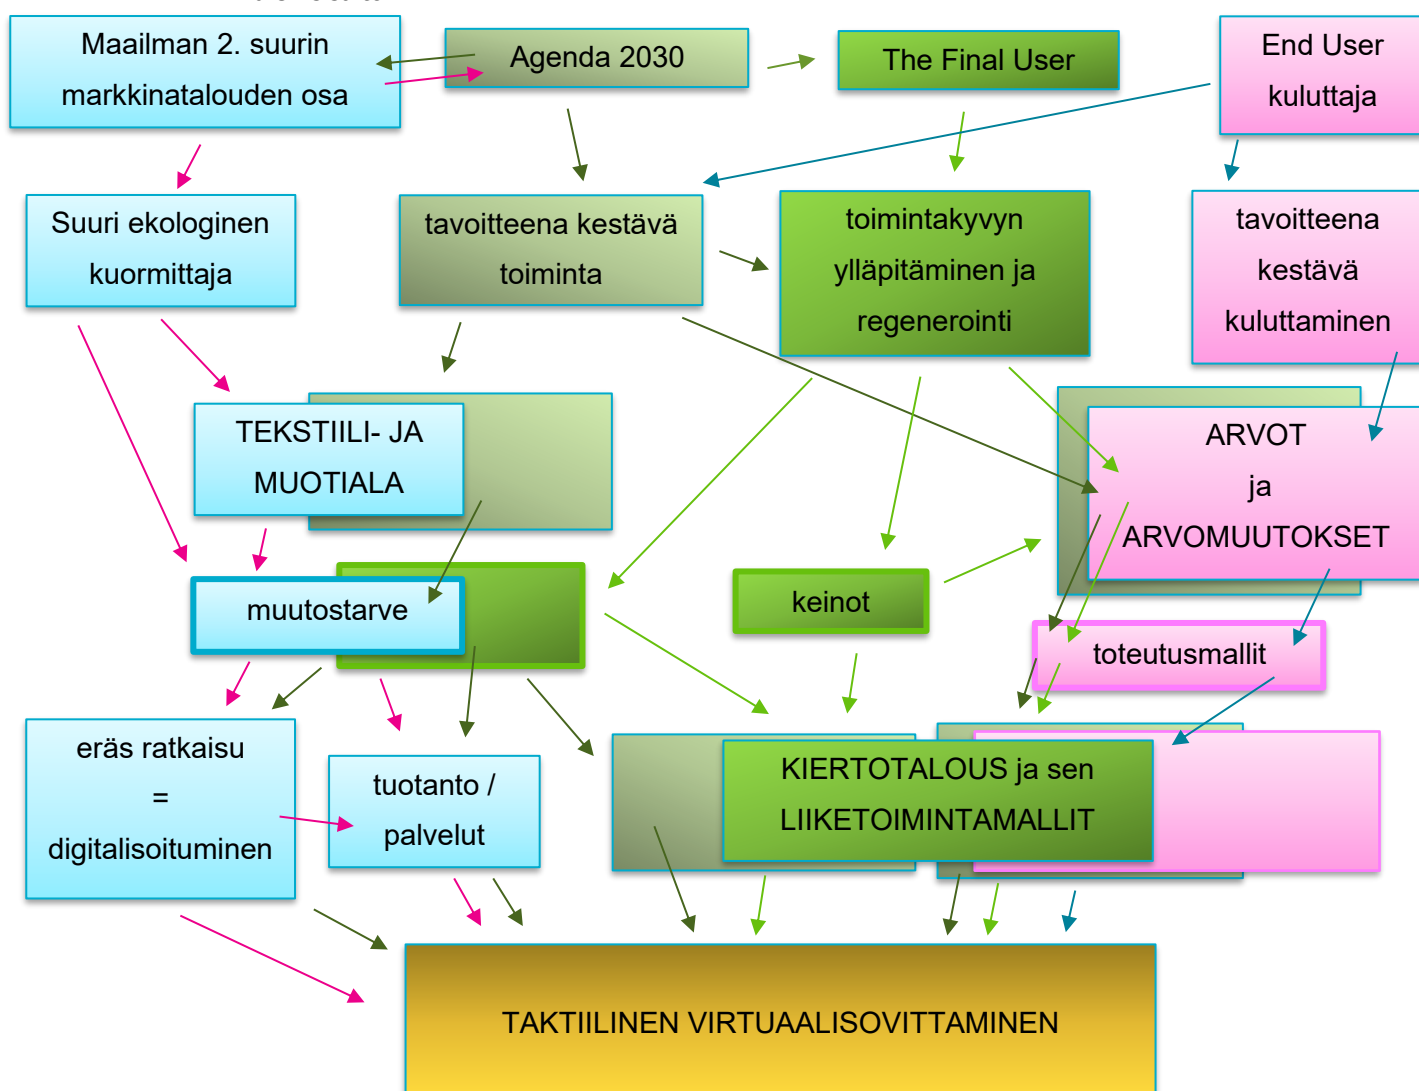 Maailman 2. suurin
markkinatalouden osa
Agenda 2030
The Final User
End User
kuluttaja
Suuri ekologinen
kuormittaja
tavoitteena kestävä
toiminta
toimintakyvyn
ylläpitäminen ja
regenerointi
tavoitteena
kestävä
kuluttaminen
TEKSTIILI- JA
MUOTIALA
ARVOT
ja
ARVOMUUTOKSET
muutostarve
keinot
toteutusmallit
eräs ratkaisu
=
digitalisoituminen
tuotanto /
palvelut
KIERTOTALOUS ja sen
LIIKETOIMINTAMALLIT
TAKTIILINEN VIRTUAALISOVITTAMINEN